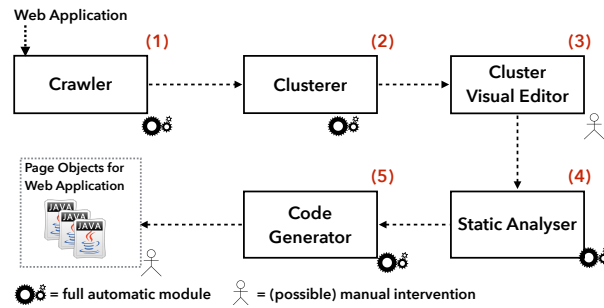 Web Application
(1)
(2)
(3)
Crawler
Clusterer
Cluster
Visual Editor
Page Objects for
Web Application
JAVA
JAVA
JAVA
(5)
(4)
Code
Generator
Static Analyser
= full automatic module
= (possible) manual intervention